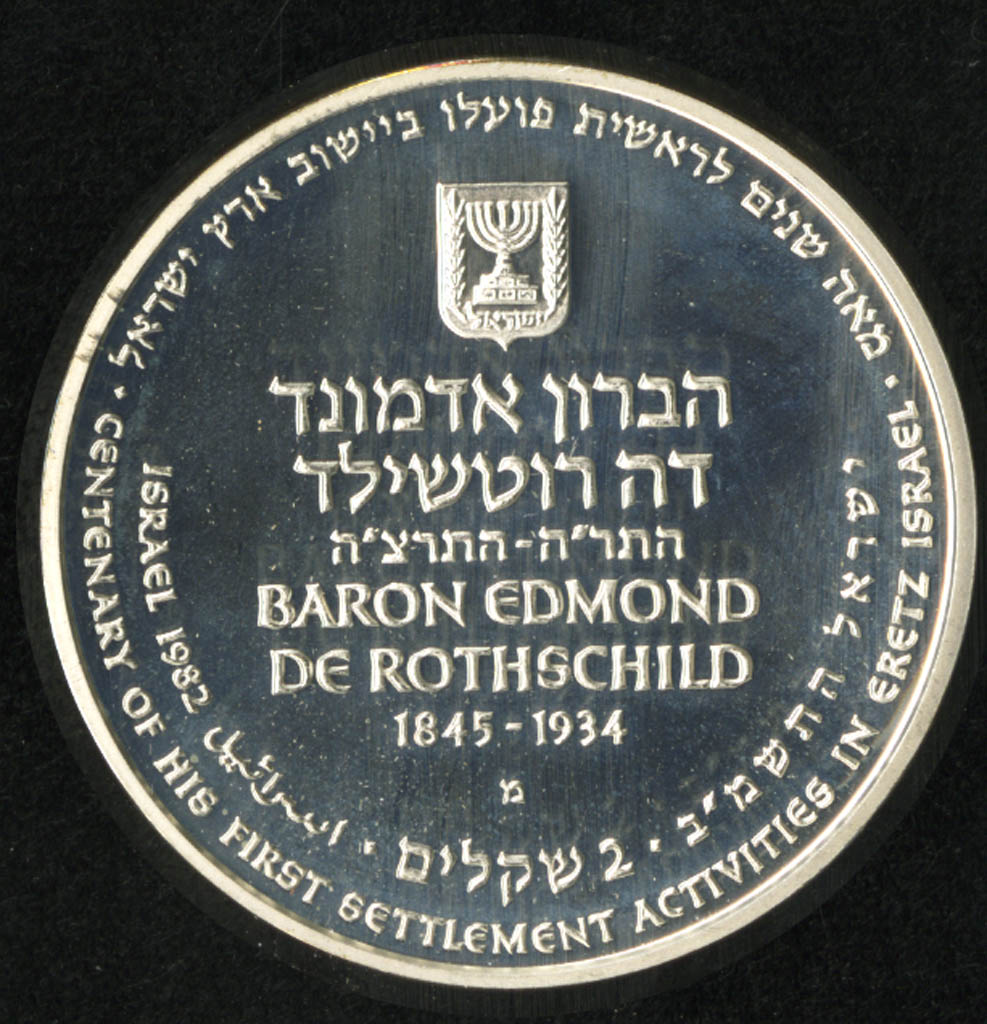 מאה שנים לראשית פועלו ביישוב ארץ ישראל ·
ישראל
הברון אדמונד
דה רוטשילד
התר״ה-התרצ״ה
BARON EDMOND
DE ROTHSCHILD
1845-1934
מ
ישראל התשמ״ב · 2 שקלים · اسرائيل
ISRAEL 1982
· CENTENARY OF HIS FIRST SETTLEMENT ACTIVITIES IN ERETZ ISRAEL